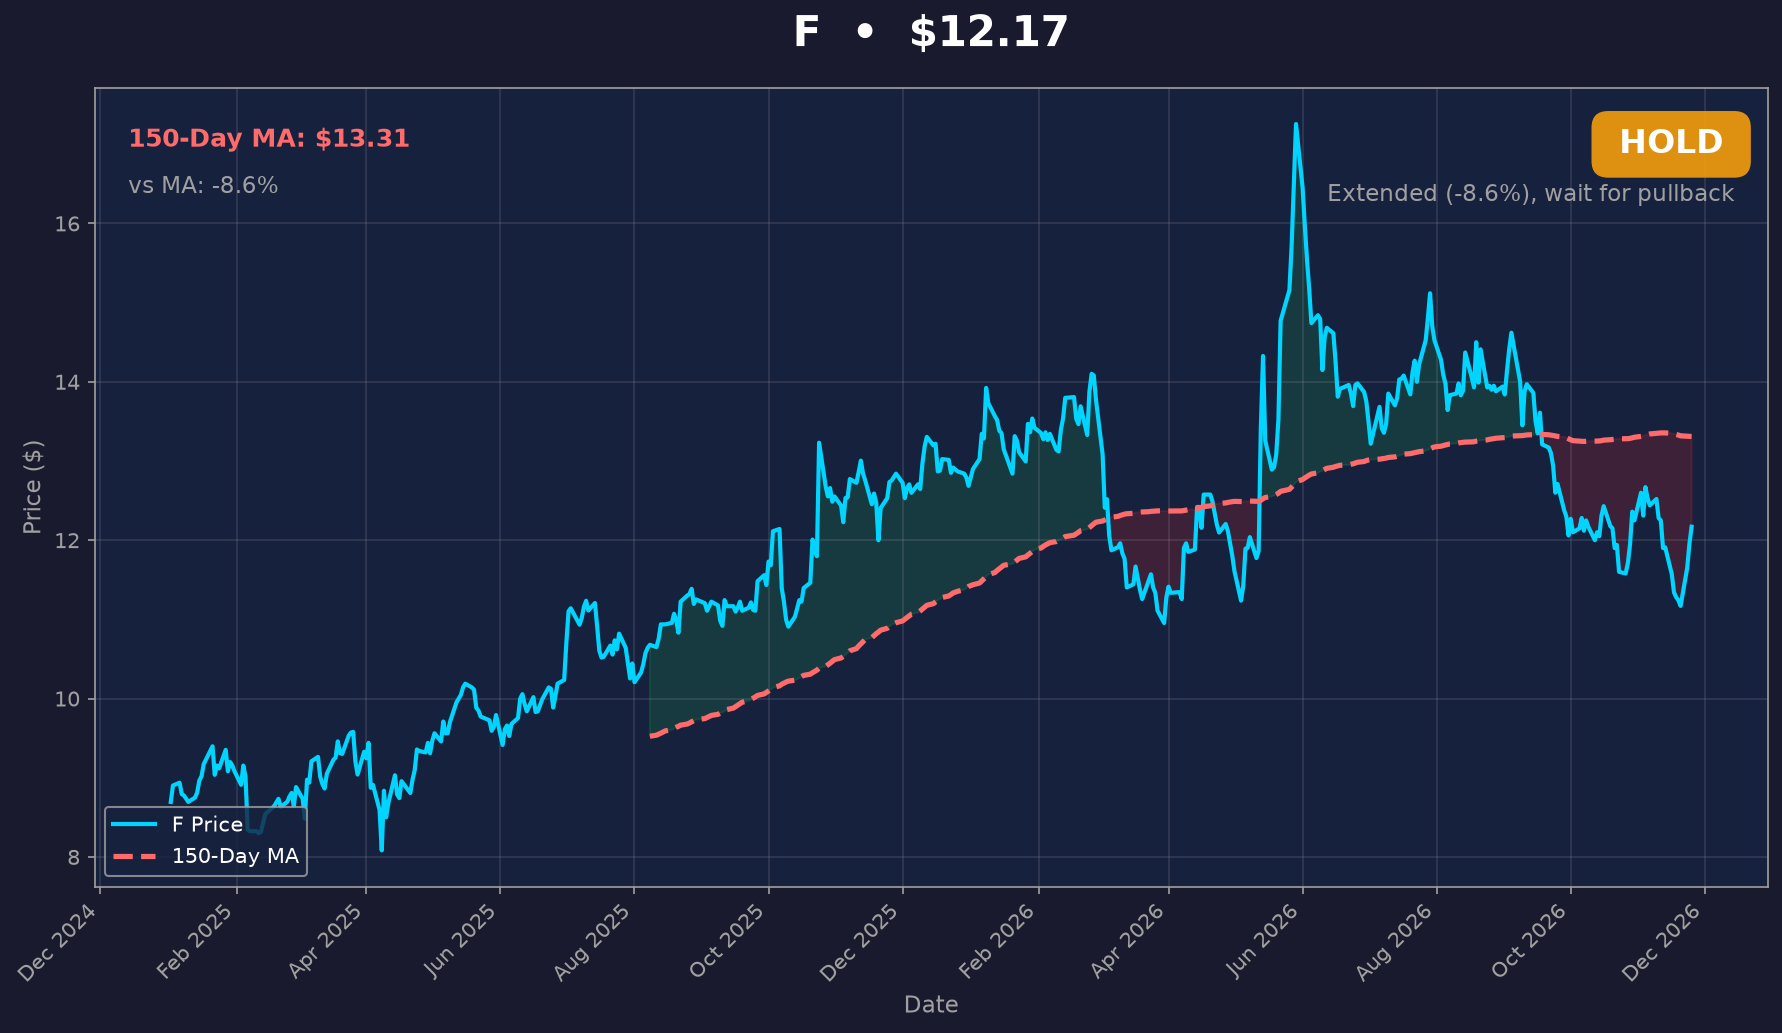 F • $12.17
150-Day MA: $13.31
vs MA: -8.6%
HOLD
Extended (-8.6%), wait for pullback
Price ($)
16
14
12
10
8
F Price
150-Day MA
Dec 2024
Feb 2025
Apr 2025
Jun 2025
Aug 2025
Oct 2025
Dec 2025
Feb 2026
Apr 2026
Jun 2026
Aug 2026
Oct 2026
Dec 2026
Date